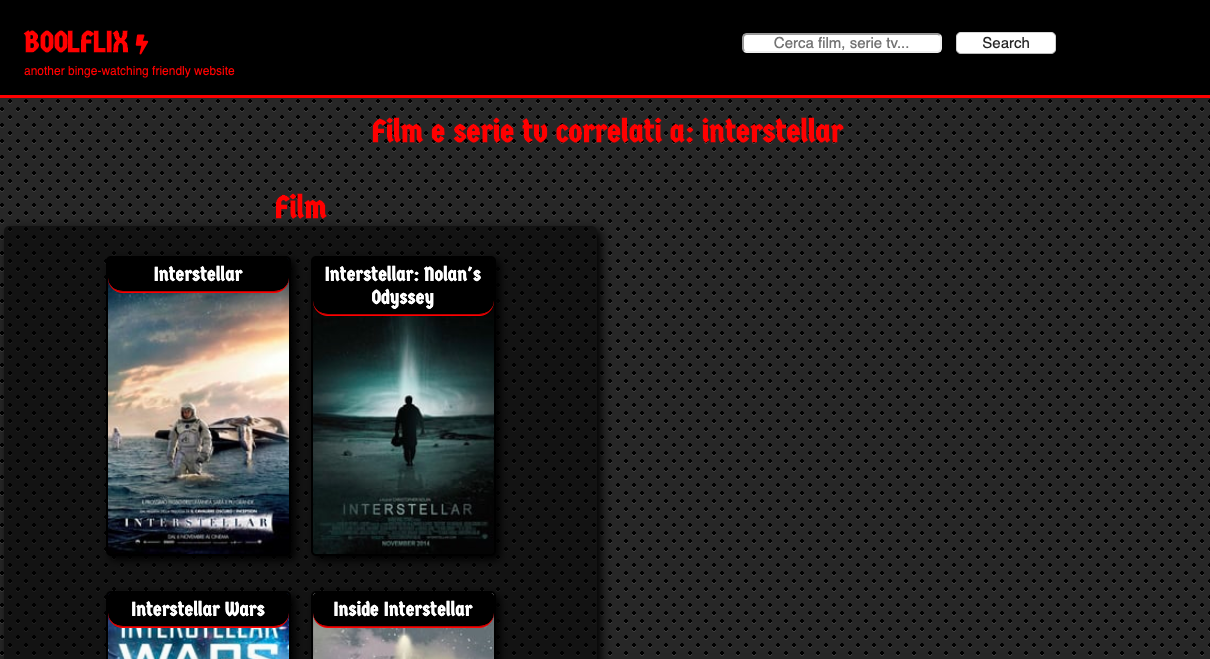 BOOLFLIX
another binge-watching friendly website
Cerca film, serie tv...
Search
Film e serie tv correlati a: interstellar
Film
Interstellar
Interstellar: Nolan's
Odyssey
INTERSTELLAR
DAL 6 NOVEMBRE AL CINEMA
INTERSTELLAR
NOVEMBER 2014
Interstellar Wars
Inside Interstellar
INTERSTELLAR
WARS